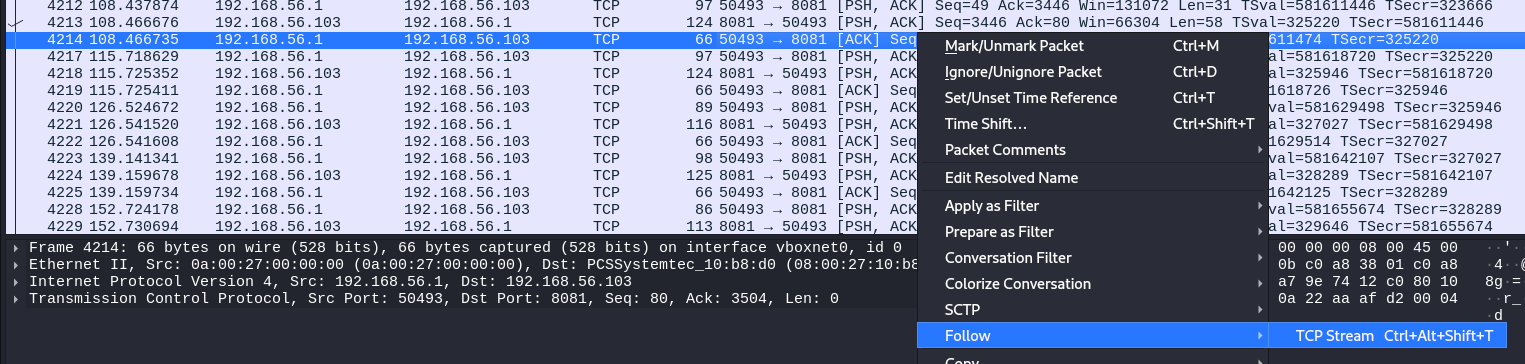 4212 108.437874 192.168.56.1 192.168.56.103 TCP 97 50493 → 8081 [PSH, ACK] Seq=49 Ack=3446 Win=131072 Len=31 TSval=581611446 TSecr=323666
4213 108.466676 192.168.56.103 192.168.56.1 TCP 124 8081 → 50493 [PSH, ACK] Seq=3446 Ack=80 Win=66304 Len=58 TSval=325220 TSecr=581611446
4214 108.466735 192.168.56.1 192.168.56.103 TCP 66 50493 → 8081 [ACK] Seq 611474 TSecr=325220
4217 115.718629 192.168.56.1 192.168.56.103 TCP 97 50493 → 8081 [PSH, ACK al=581618720 TSecr=325220
4218 115.725352 192.168.56.103 192.168.56.1 TCP 124 8081 → 50493 [PSH, ACK =325946 TSecr=581618720
4219 115.725411 192.168.56.1 192.168.56.103 TCP 66 50493 → 8081 [ACK] Seq 1618726 TSecr=325946
4220 126.524672 192.168.56.1 192.168.56.103 TCP 89 50493 → 8081 [PSH, ACK val=581629498 TSecr=325946
4221 126.541520 192.168.56.103 192.168.56.1 TCP 116 8081 → 50493 [PSH, ACK al=327027 TSecr=581629498
4222 126.541608 192.168.56.1 192.168.56.103 TCP 66 50493 → 8081 [ACK] Seq 1629514 TSecr=327027
4223 139.141341 192.168.56.1 192.168.56.103 TCP 98 50493 → 8081 [PSH, ACK al=581642107 TSecr=327027
4224 139.159678 192.168.56.103 192.168.56.1 TCP 125 8081 → 50493 [PSH, ACK al=328289 TSecr=581642107
4225 139.159734 192.168.56.1 192.168.56.103 TCP 66 50493 → 8081 [ACK] Seq 1642125 TSecr=328289
4228 152.724178 192.168.56.1 192.168.56.103 TCP 86 50493 → 8081 [PSH, ACK al=581655674 TSecr=328289
4229 152.730694 192.168.56.103 192.168.56.1 TCP 113 8081 → 50493 [PSH, ACK al=329646 TSecr=581655674
Mark/Unmark Packet Ctrl+M
Ignore/Unignore Packet Ctrl+D
Set/Unset Time Reference Ctrl+T
Time Shift… Ctrl+Shift+T
Packet Comments
Edit Resolved Name
Apply as Filter
Prepare as Filter
Conversation Filter
Colorize Conversation
SCTP
Follow
TCP Stream Ctrl+Alt+Shift+T
Copy
Frame 4214: 66 bytes on wire (528 bits), 66 bytes captured (528 bits) on interface vboxnet0, id 0
Ethernet II, Src: 0a:00:27:00:00:00 (0a:00:27:00:00:00), Dst: PCSSystemtec_10:b8:d0 (08:00:27:10:b8
Internet Protocol Version 4, Src: 192.168.56.1, Dst: 192.168.56.103
Transmission Control Protocol, Src Port: 50493, Dst Port: 8081, Seq: 80, Ack: 3504, Len: 0
00 00 00 08 00 45 00 ··'·
0b c0 a8 38 01 c0 a8 ·4··@
a7 9e 74 12 c0 80 10 8g·=
0a 22 aa af d2 00 04 ··r_
·d